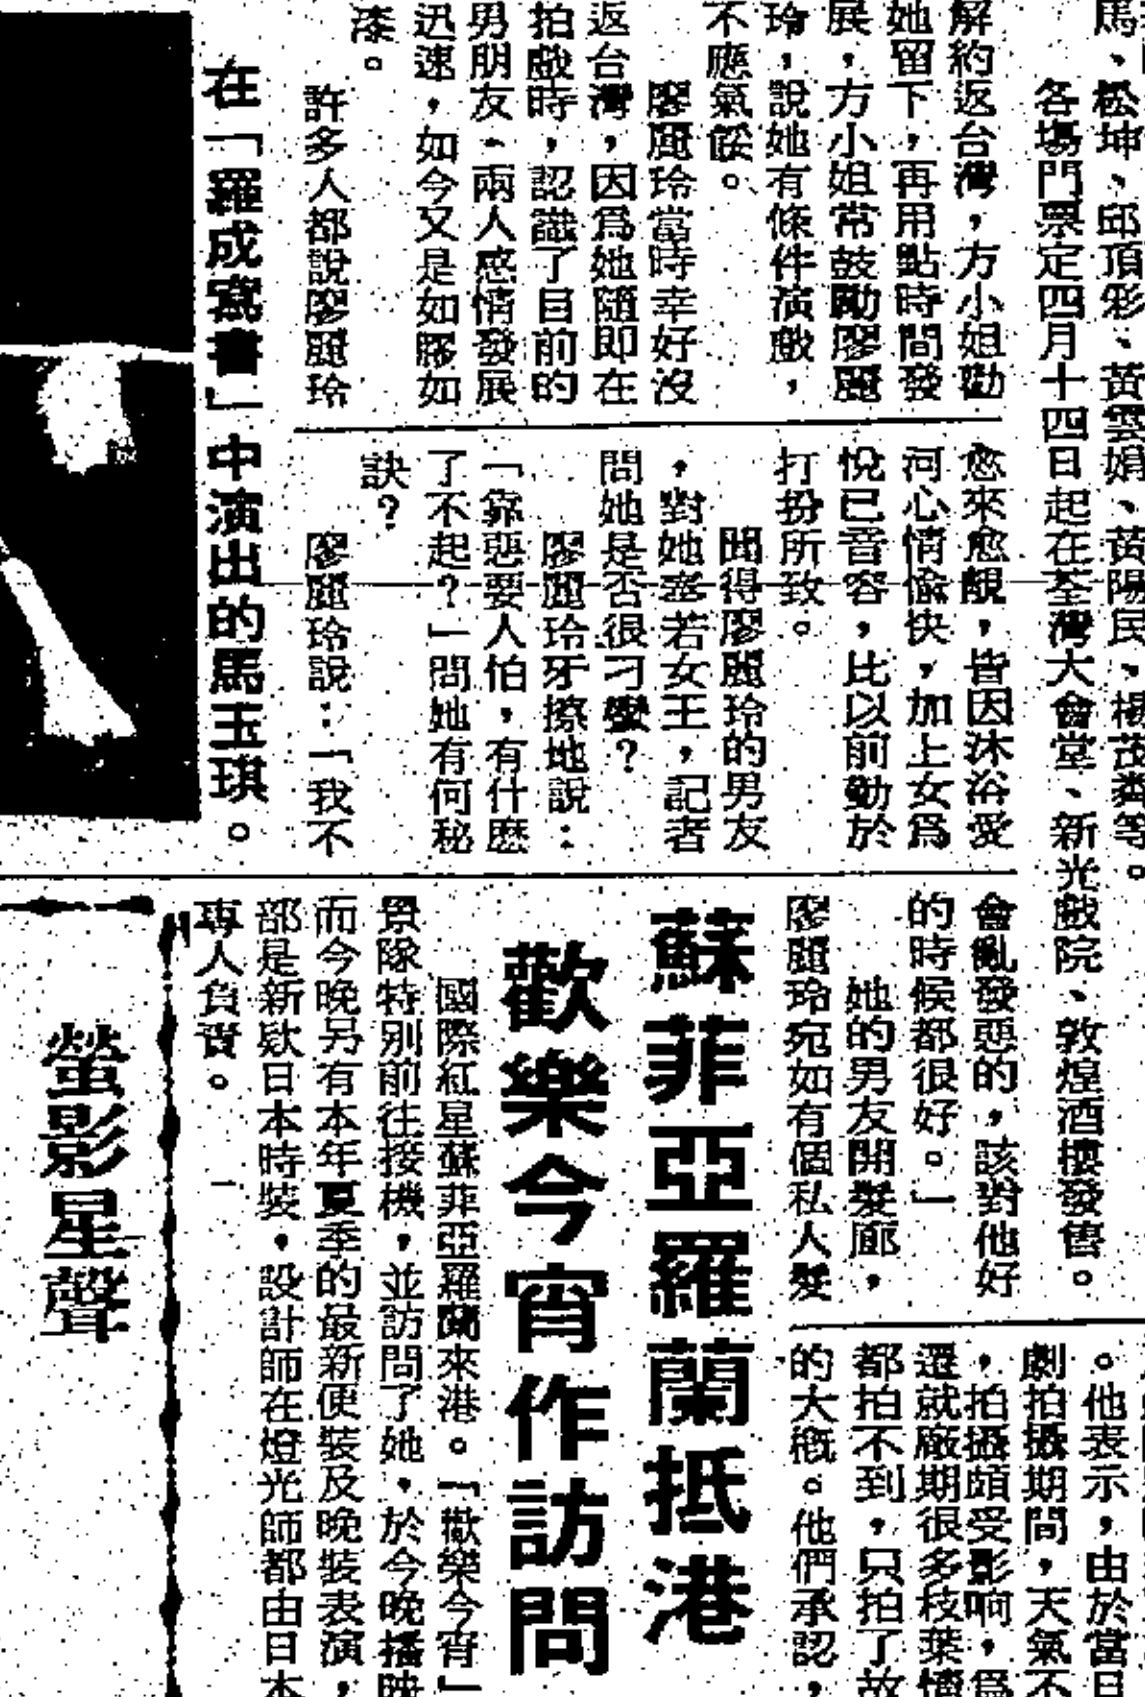 馬、松坤、邱頂彩、黃雲娟、黃陽民、楊茂森等。
各塲門票定四月十四日起在荃灣大會堂、新光戲院、敦煌酒樓發售。
解約返台灣，方小姐勸
她留下，再用點時間發
展，方小姐常鼓勵廖麗
玲，說她有條件演戲，
不應氣餒。
廖麗玲當時幸好沒
返台灣，因爲她隨即在
拍戲時，認識了目前的
男朋友，兩人感情發展
迅速，如今又是如膠如
漆。
許多人都說廖麗玲
愈來愈靚，皆因沐浴愛
河心情愉快，加上女爲
悅己者容，比以前勤於
打扮所致。
聞得廖麗玲的男友
，對她塞若女王，記者
問她是否很刁蠻？
廖麗玲牙擦地說：
「靠惡要人怕，有什麽
了不起？」問她有何秘
訣？
廖麗玲說：「我不
會亂發惡的，該對他好
的時候都很好。」
她的男友開髮廊，
廖麗玲宛如有個私人髮
在「羅成寫書」中演出的馬玉琪。
蘇菲亞羅蘭抵港
歡樂今宵作訪問
國際紅星蘇菲亞羅蘭來港。「歡樂今宵」
景隊特別前往接機，並訪問了她，於今晚播映
而今晚另有本年夏季的最新便裝及晚裝表演，
部是新欵日本時裝，設計師在燈光師都由日本
專人負責。
螢影星聲
。他表示，由於當日
劇拍攝期間，天氣不
，拍攝頗受影响，爲
遷就廠期很多枝葉
都拍不到，只拍了故
的大概。他們承認，